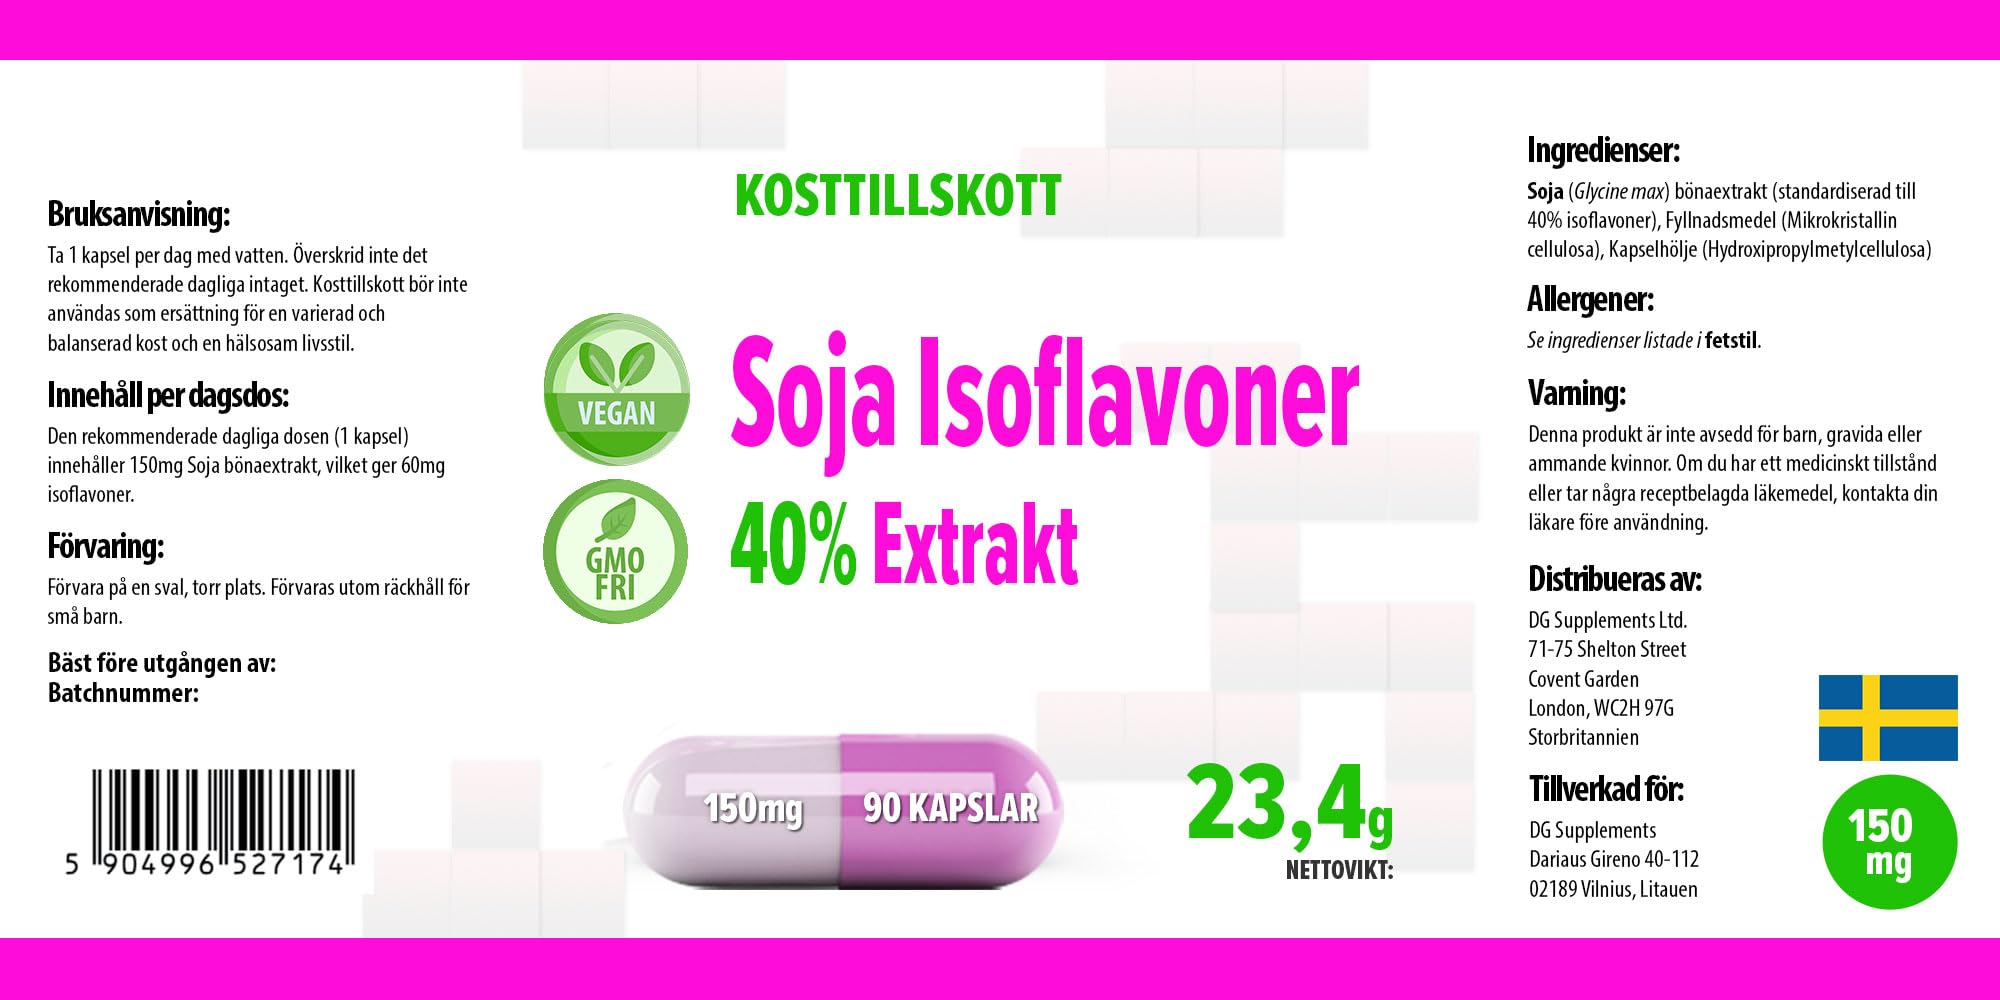 Bruksanvisning:
Ta 1 kapsel per dag med vatten. Överskrid inte det
rekommenderade dagliga intaget. Kosttillskott bör inte
användas som ersättning för en varierad och
balanserad kost och en hälsosam livsstil.
Innehåll per dagsdos:
Den rekommenderade dagliga dosen (1 kapsel)
innehåller 150mg Soja bönaextrakt, vilket ger 60mg
isoflavoner.
Förvaring:
Förvara på en sval, torr plats. Förvaras utom räckhåll för
små barn.
Bäst före utgången av:
Batchnummer:
5 904996 527174
KOSTTILLSKOTT
VEGAN
GMO
FRI
Soja Isoflavoner
40% Extrakt
150mg 90 KAPSLAR
23,4g
NETTOVIKT:
Ingredienser:
Soja (Glycine max) bönaextrakt (standardiserad till
40% isoflavoner), Fyllnadsmedel (Mikrokristallin
cellulosa), Kapselhölje (Hydroxipropylmetylcellulosa)
Allergener:
Se ingredienser listade i fetstil.
Varning:
Denna produkt är inte avsedd för barn, gravida eller
ammande kvinnor. Om du har ett medicinskt tillstånd
eller tar några receptbelagda läkemedel, kontakta din
läkare före användning.
Distribueras av:
DG Supplements Ltd.
71-75 Shelton Street
Covent Garden
London, WC2H 97G
Storbritannien
Tillverkad för:
DG Supplements
Dariaus Gireno 40-112
02189 Vilnius, Litauen
150
mg